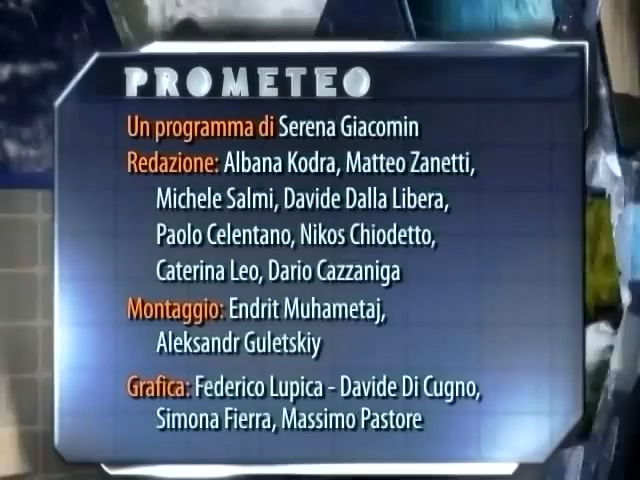 PROMETEO
Un programma di Serena Giacomin
Redazione: Albana Kodra, Matteo Zanetti,
Michele Salmi, Davide Dalla Libera,
Paolo Celentano, Nikos Chiodetto,
Caterina Leo, Dario Cazzaniga
Montaggio: Endrit Muhametaj,
Aleksandr Guletskiy
Grafica: Federico Lupica - Davide Di Cugno,
Simona Fierra, Massimo Pastore